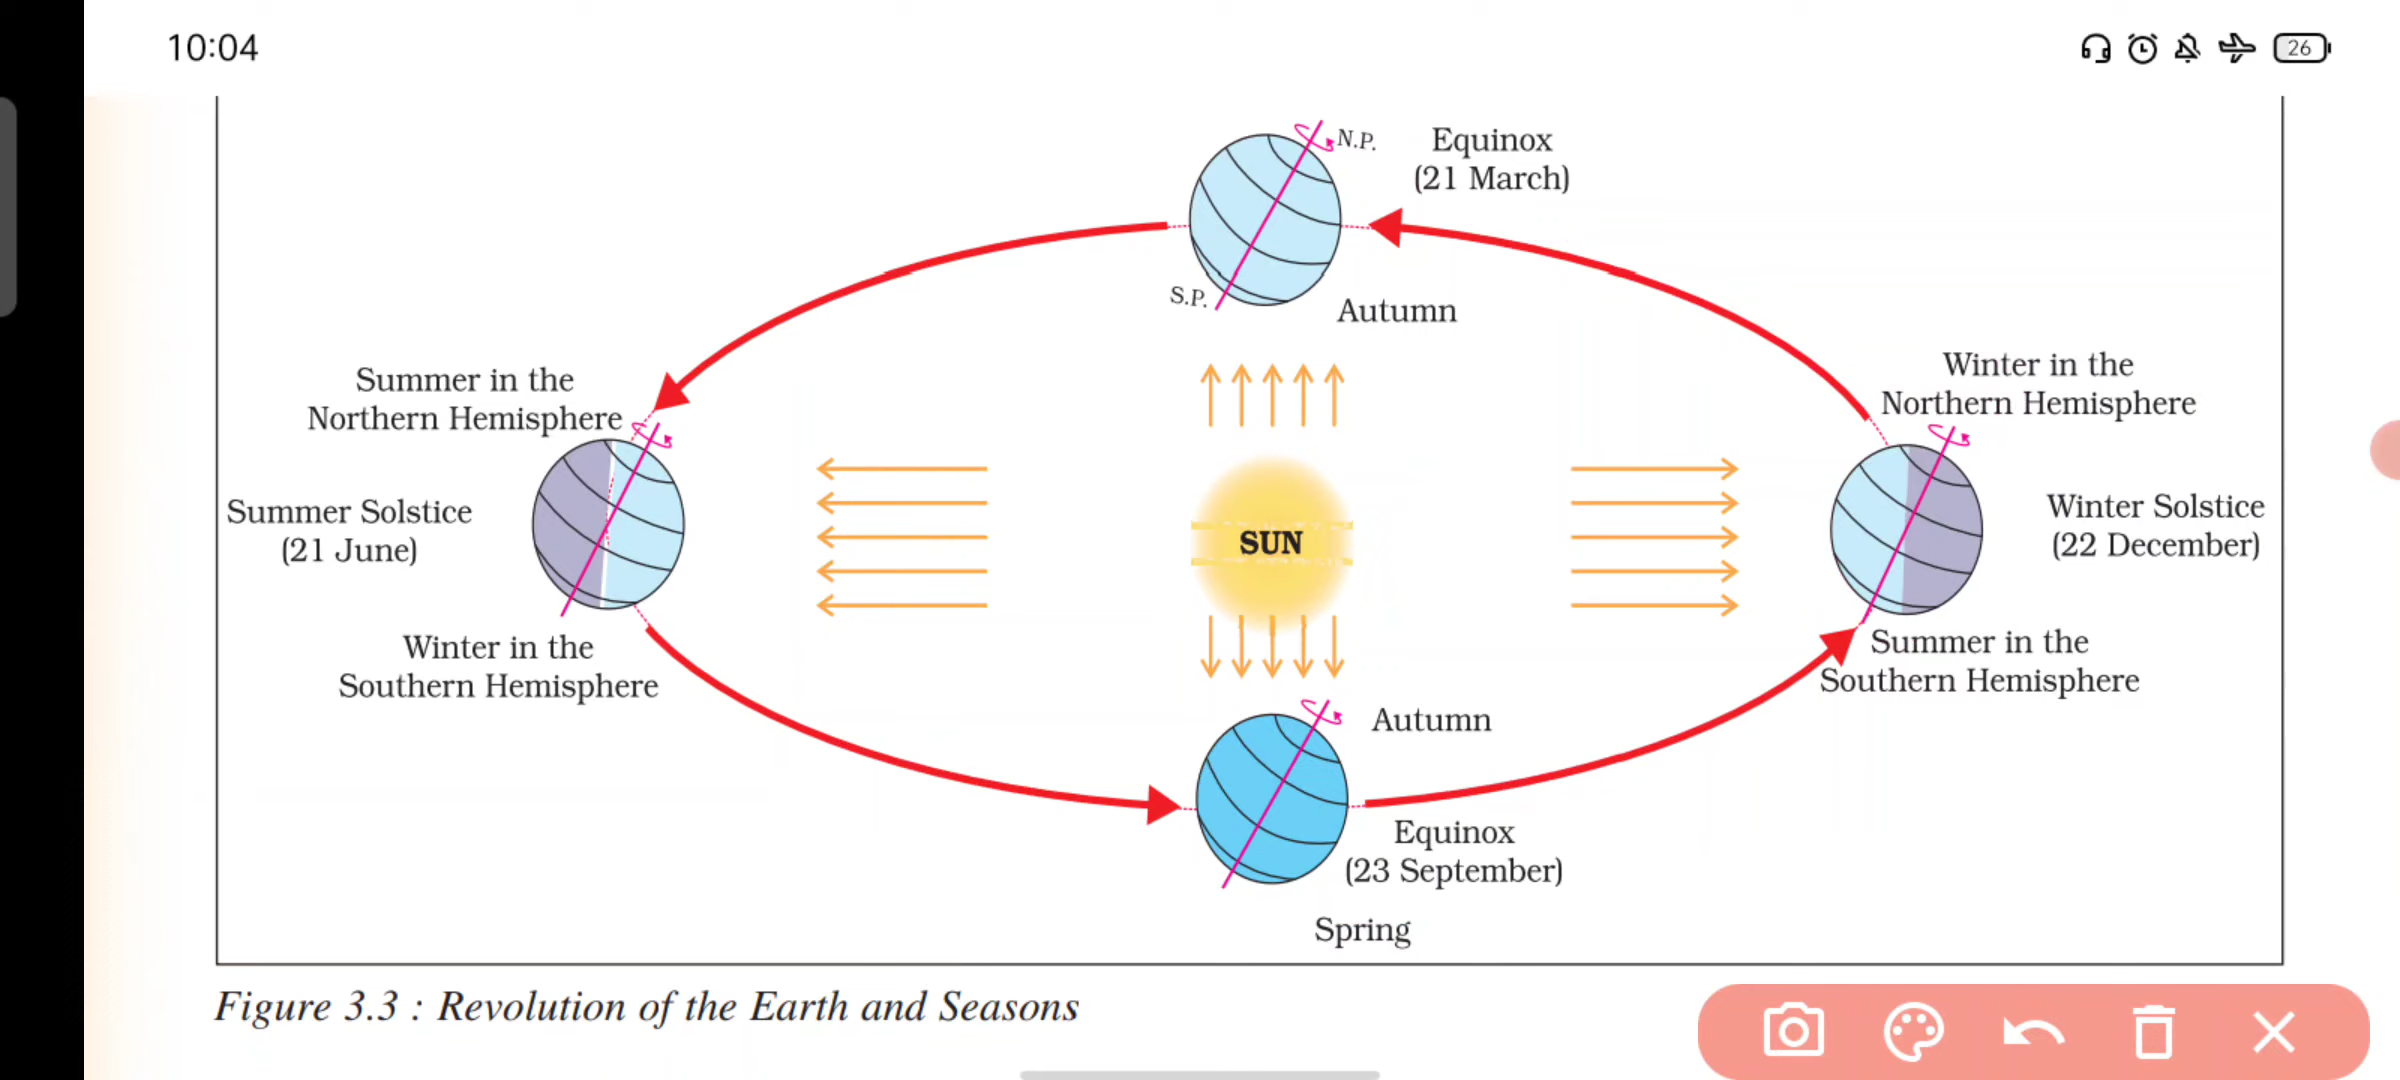 10:04
26
N.P.
Equinox
(21 March)
S.P.
Autumn
Summer in the
Northern Hemisphere
Winter in the
Northern Hemisphere
Summer Solstice
(21 June)
SUN
Winter Solstice
(22 December)
Winter in the
Southern Hemisphere
Summer in the
Southern Hemisphere
Autumn
Equinox
(23 September)
Spring
Figure 3.3 : Revolution of the Earth and Seasons